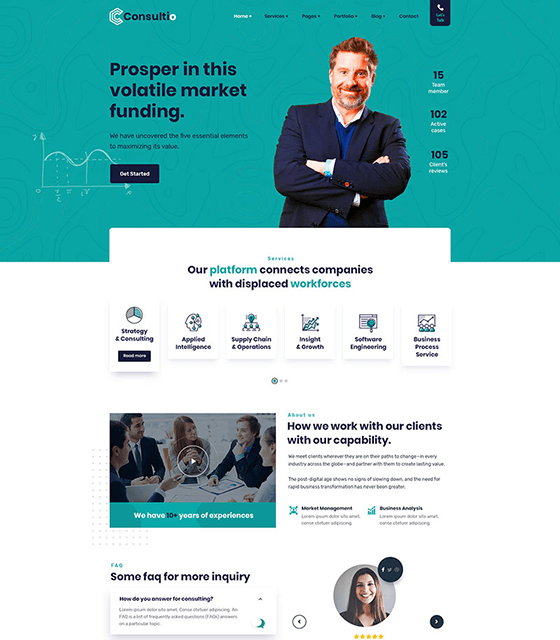 Consultio
Home
Services
Pages
Portfolio
Blog
Contact
Let's
Talk
Prosper in this
volatile market
funding.
We have uncovered the five essential elements
to maximizing its value.
Get Started
15
Team
member
102
Active
cases
105
Client's
reviews
y
o
x
Services
Our platform connects companies
with displaced workforces
Strategy
& Consulting
Read more
Applied
Intelligence
Supply Chain
& Operations
Insight
& Growth
Software
Engineering
Business
Process
Service
We have 10+ years of experiences
About us
How we work with our clients
with our capability.
We meet clients wherever they are on their paths to change—in every
industry across the globe—and partner with them to create lasting value.
The post-digital age shows no signs of slowing down, and the need for
rapid business transformation has never been greater.
Market Management
Lorem ipsum dolor sit amet,
conse ctetuer adipiscing
Business Analysis
Lorem ipsum dolor sit amet,
conse ctetuer adipiscing
FAQ
Some faq for more inquiry
How do you answer for consulting?
Lorem ipsum dolor sit amet, Conse ctetuer adipiscing. An
FAQ is a list of frequently asked questions (FAQs) answers
on a particular topic.